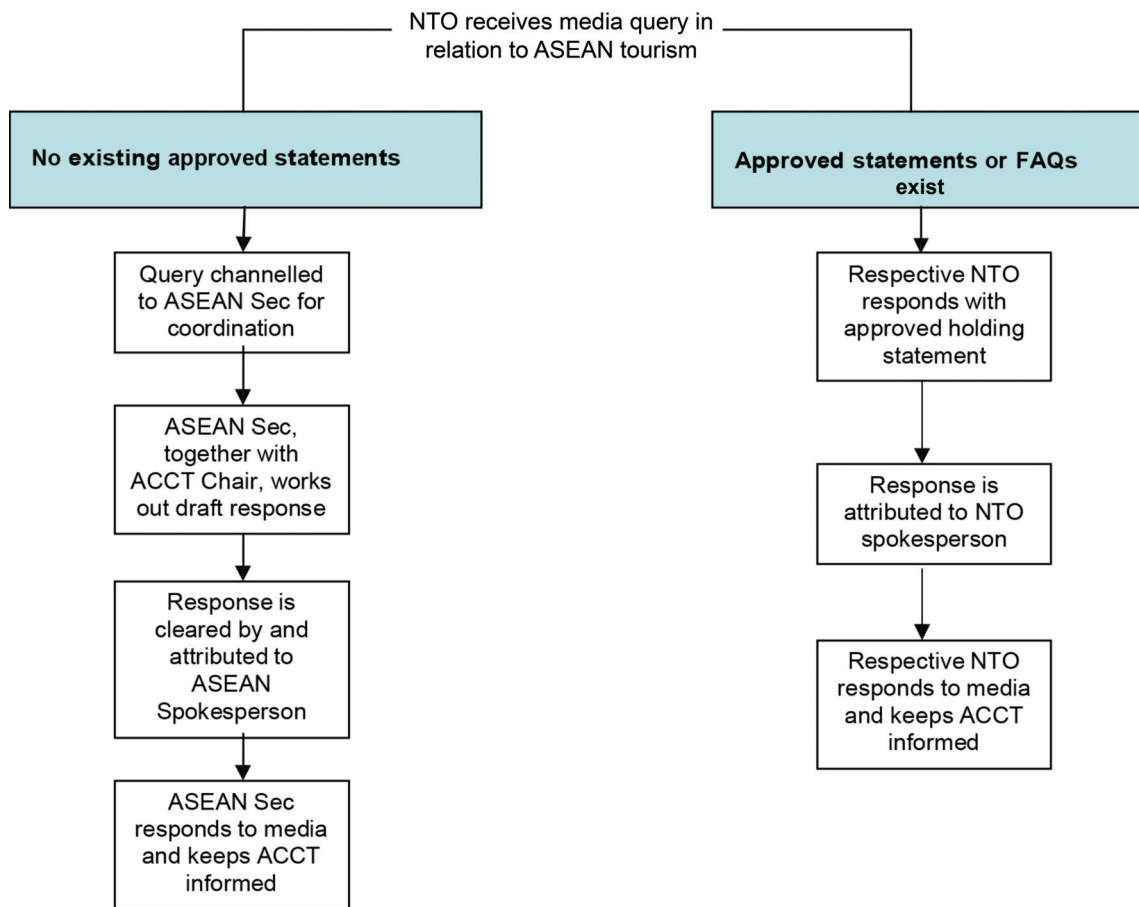 NTO receives media query in
relation to ASEAN tourism
No existing approved statements
Query channelled
to ASEAN Sec for
coordination
ASEAN Sec,
together with
ACCT Chair, works
out draft response
Response is
cleared by and
attributed to
ASEAN
Spokesperson
ASEAN Sec
responds to media
and keeps ACCT
informed
Approved statements or FAQs
exist
Respective NTO
responds with
approved holding
statement
Response is
attributed to NTO
spokesperson
Respective NTO
responds to media
and keeps ACCT
informed